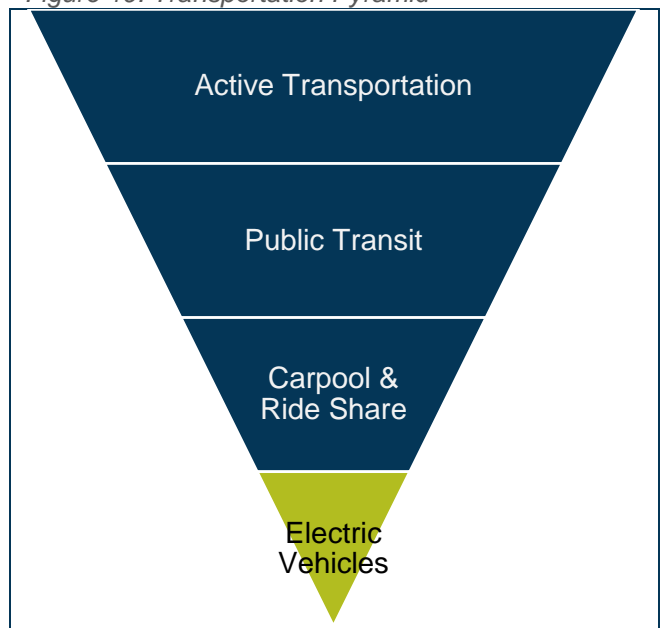 Figure Transportation Pyramid
Active Transportation
Public Transit
Carpool &
Ride Share
Electric
Vehicles